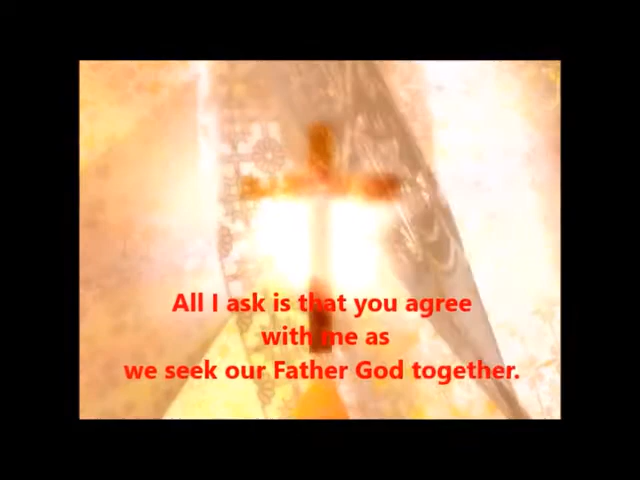 All I ask is that you agree
with me as
we seek our Father God together.